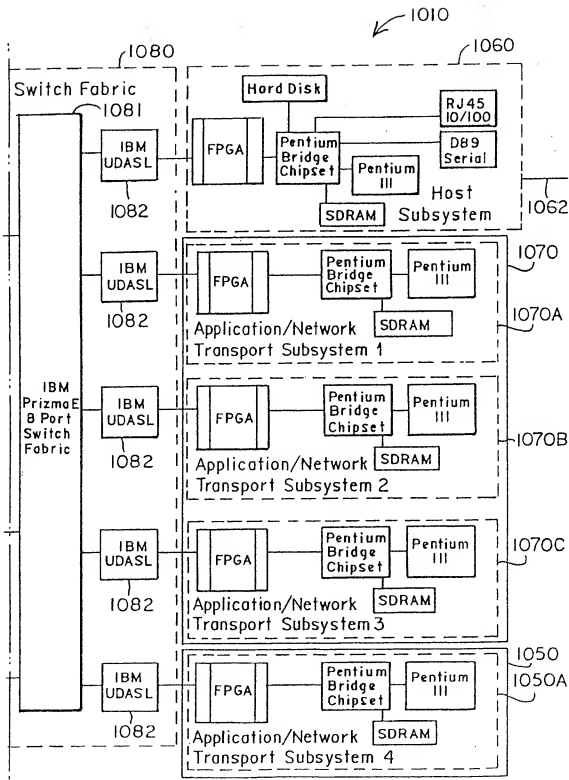 1010
1080
1060
Switch Fabric
1081
Hord Disk
RJ45
10/100
IBM
UDASL
FPGA
Pentium
Bridge
Chipset
D89
Serial
Pentium
III
1082
Host
Subsystem
SDRAM
1062
IBM
UDASL
FPGA
Pentium
Bridge
Chipset
Pentium
III
1070
1082
SDRAM
1070A
Application/Network
Transport Subsystem 1
IBM
PrizmaE
8 Port
Switch
Fabric
IBM
UDASL
FPGA
Pentium
Bridge
Chipset
Pentium
III
1070B
1082
SDRAM
Application/Network
Transport Subsystem 2
IBM
UDASL
FPGA
Pentium
Bridge
Chipset
Pentium
III
1070C
1082
SDRAM
Application/Network
Transport Subsystem 3
1050
1050A
IBM
UDASL
FPGA
Pentium
Bridge
Chipset
Pentium
III
1082
SDRAM
Application/Network
Transport Subsystem 4